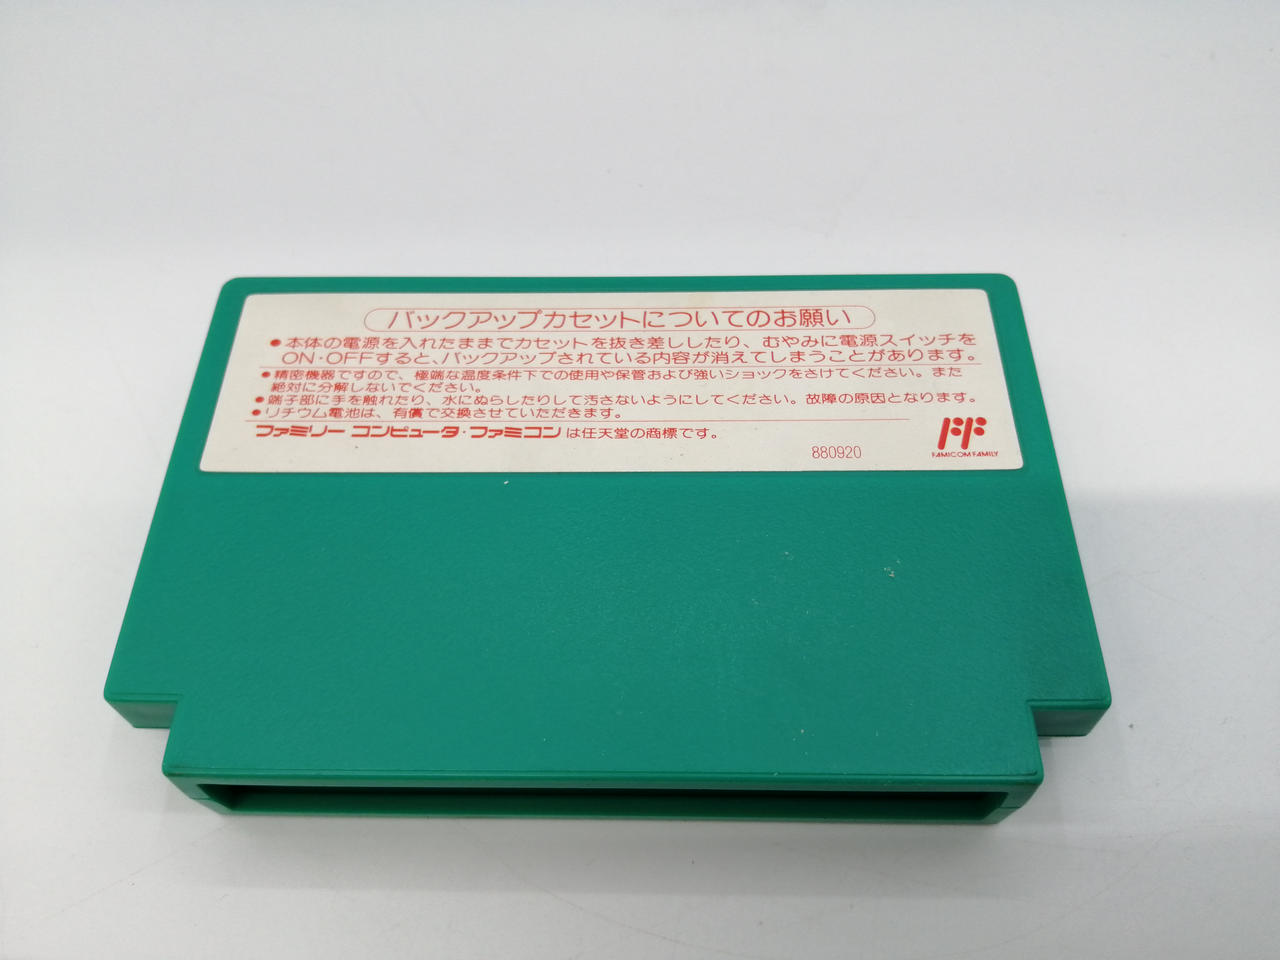 バックアップカセットについてのお願い
●本体の電源を入れたままでカセットを抜き差ししたり、むやみに電源スイッチを
ON・OFFすると、バックアップされている内容が消えてしまうことがあります。
●精密機器ですので、極端な温度条件下での使用や保管および強いショックをさけてください。また
絶対に分解しないでください。
●端子部に手を触れたり、水にぬらしたりして汚さないようにしてください。故障の原因となります。
●リチウム電池は、有償で交換させていただきます。
ファミリー コンピュータ・ファミコンは任天堂の商標です。
880920
FAMICOM FAMILY